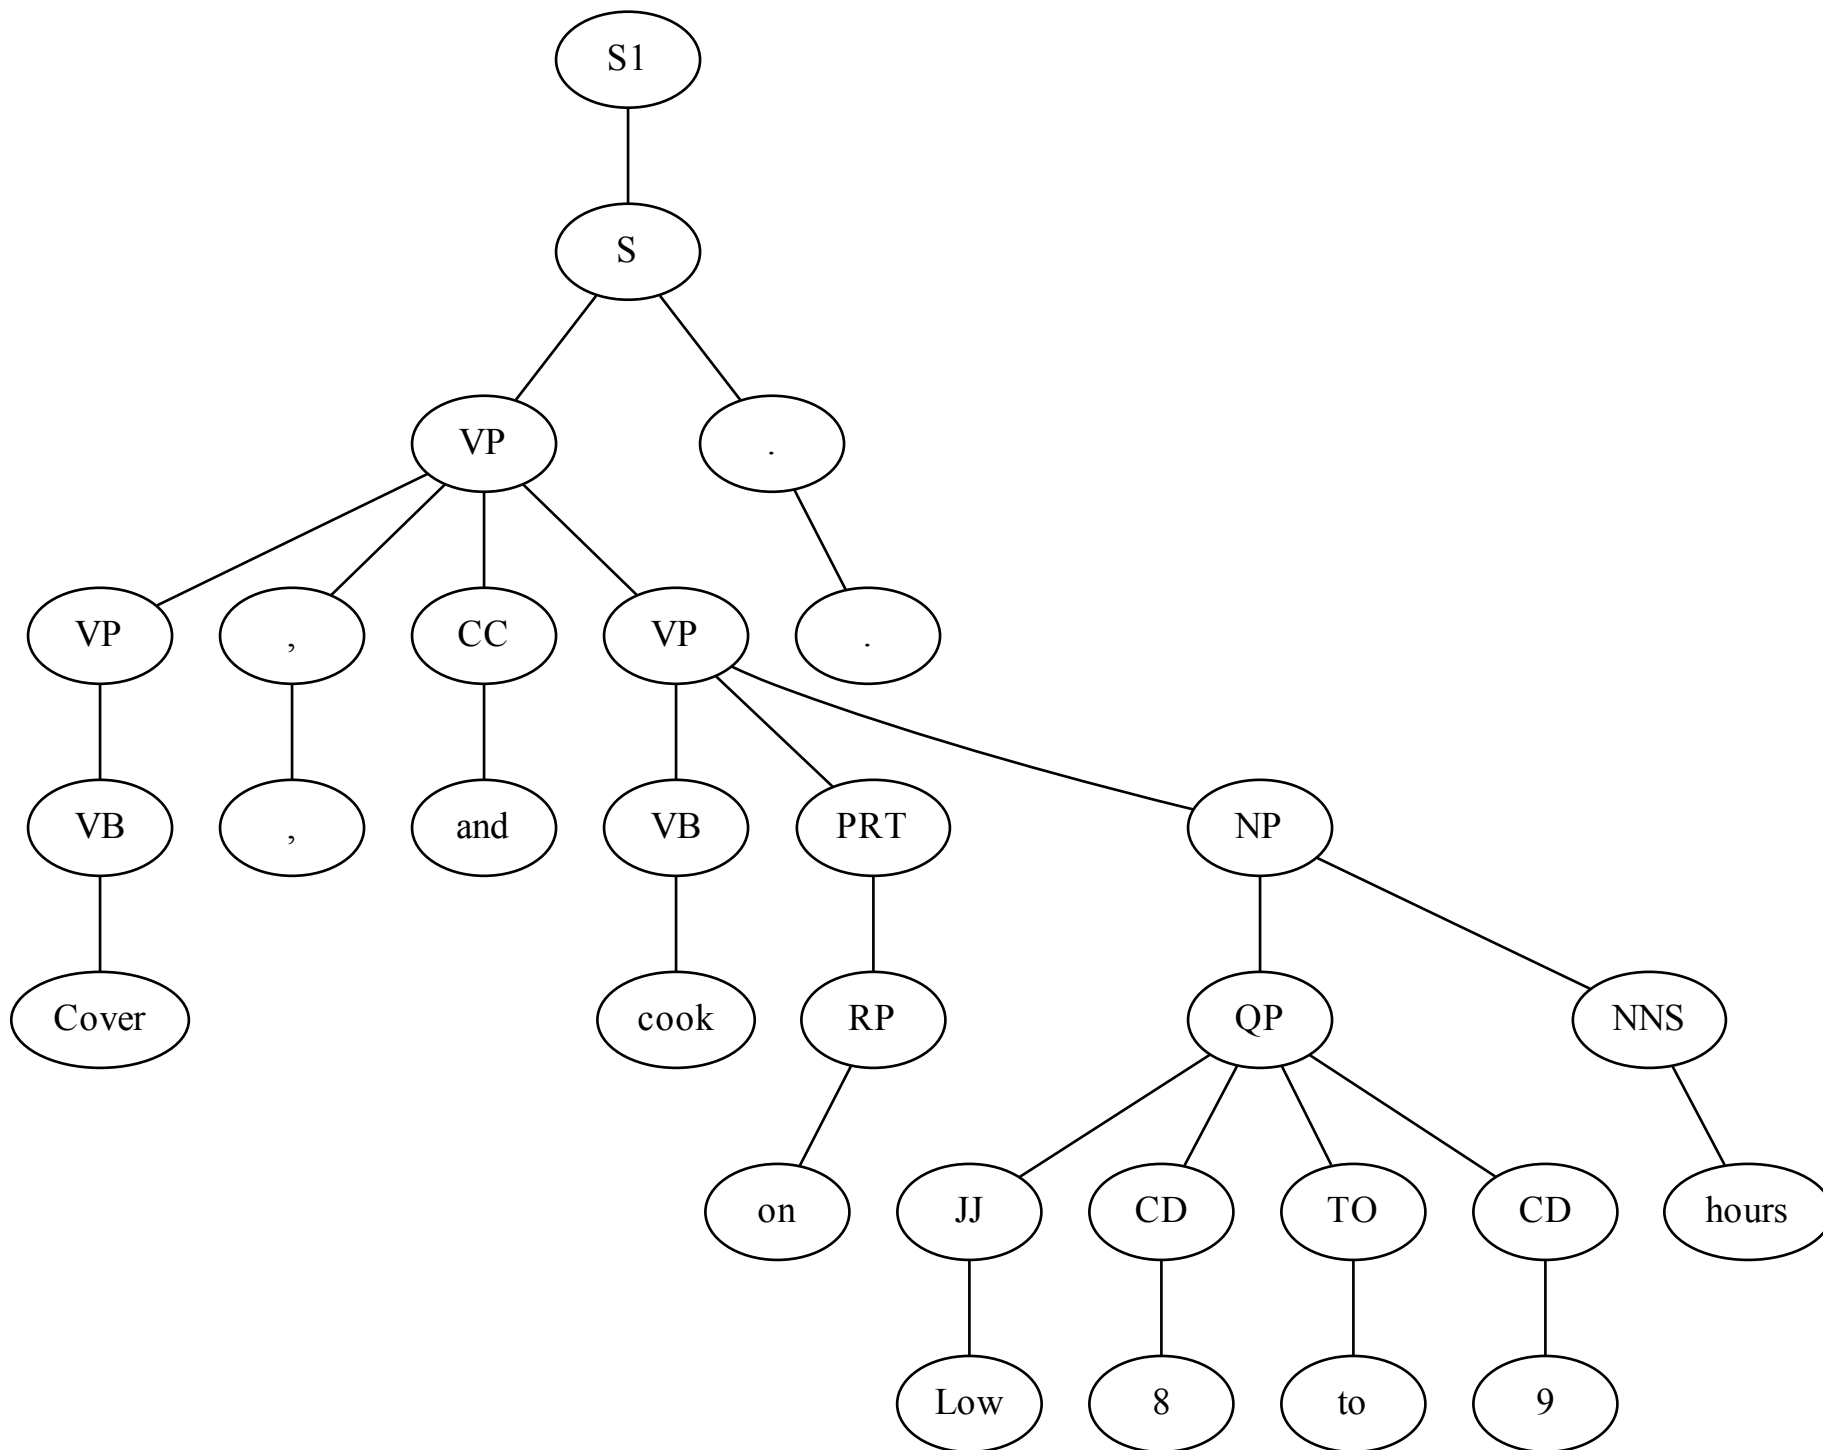 S1
S
VP .
VP , CC VP .
VB , and VB PRT NP
Cover cook RP QP NNS
on JJ CD TO CD hours
Low 8 to 9